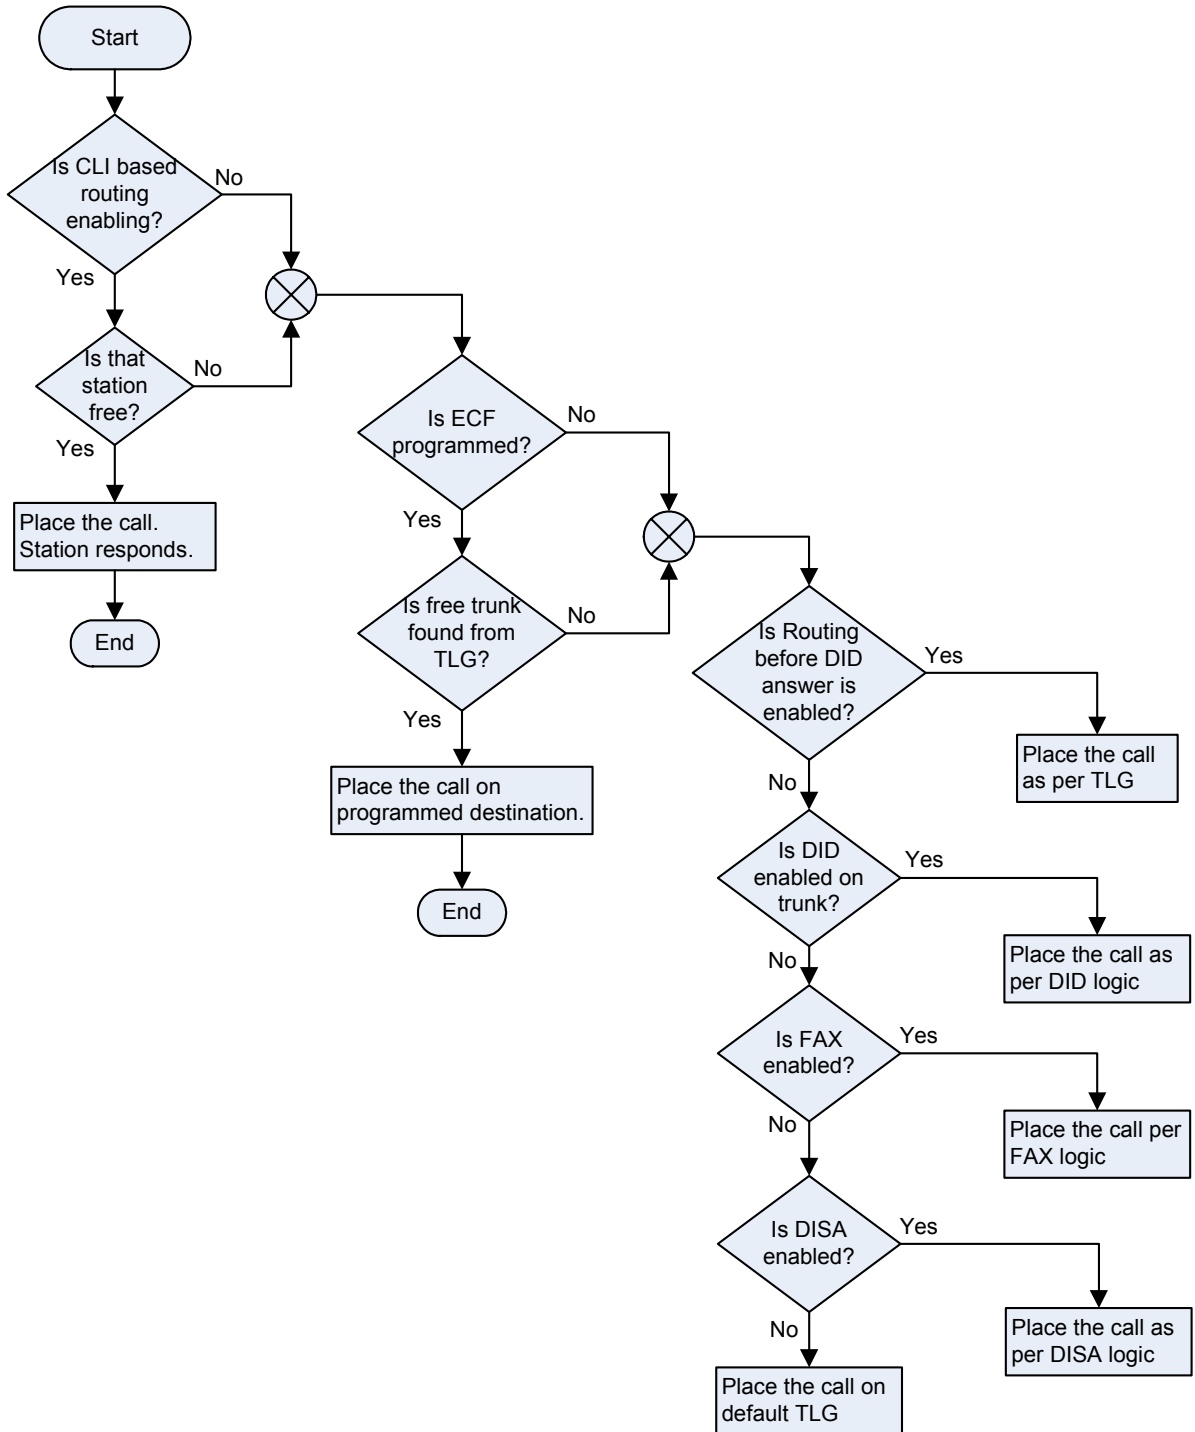 Start
Is CLI based
routing
enabling?
No
Yes
Is that
station
free?
No
Yes
Place the call.
Station responds.
End
Is ECF
programmed?
No
Yes
Is free trunk
found from
TLG?
No
Yes
Place the call on
programmed destination.
End
Is Routing
before DID
answer is
enabled?
Yes
Place the call
as per TLG
No
Is DID
enabled on
trunk?
Yes
Place the call as
per DID logic
No
Is FAX
enabled?
Yes
Place the call per
FAX logic
No
Is DISA
enabled?
Yes
Place the call as
per DISA logic
No
Place the call on
default TLG